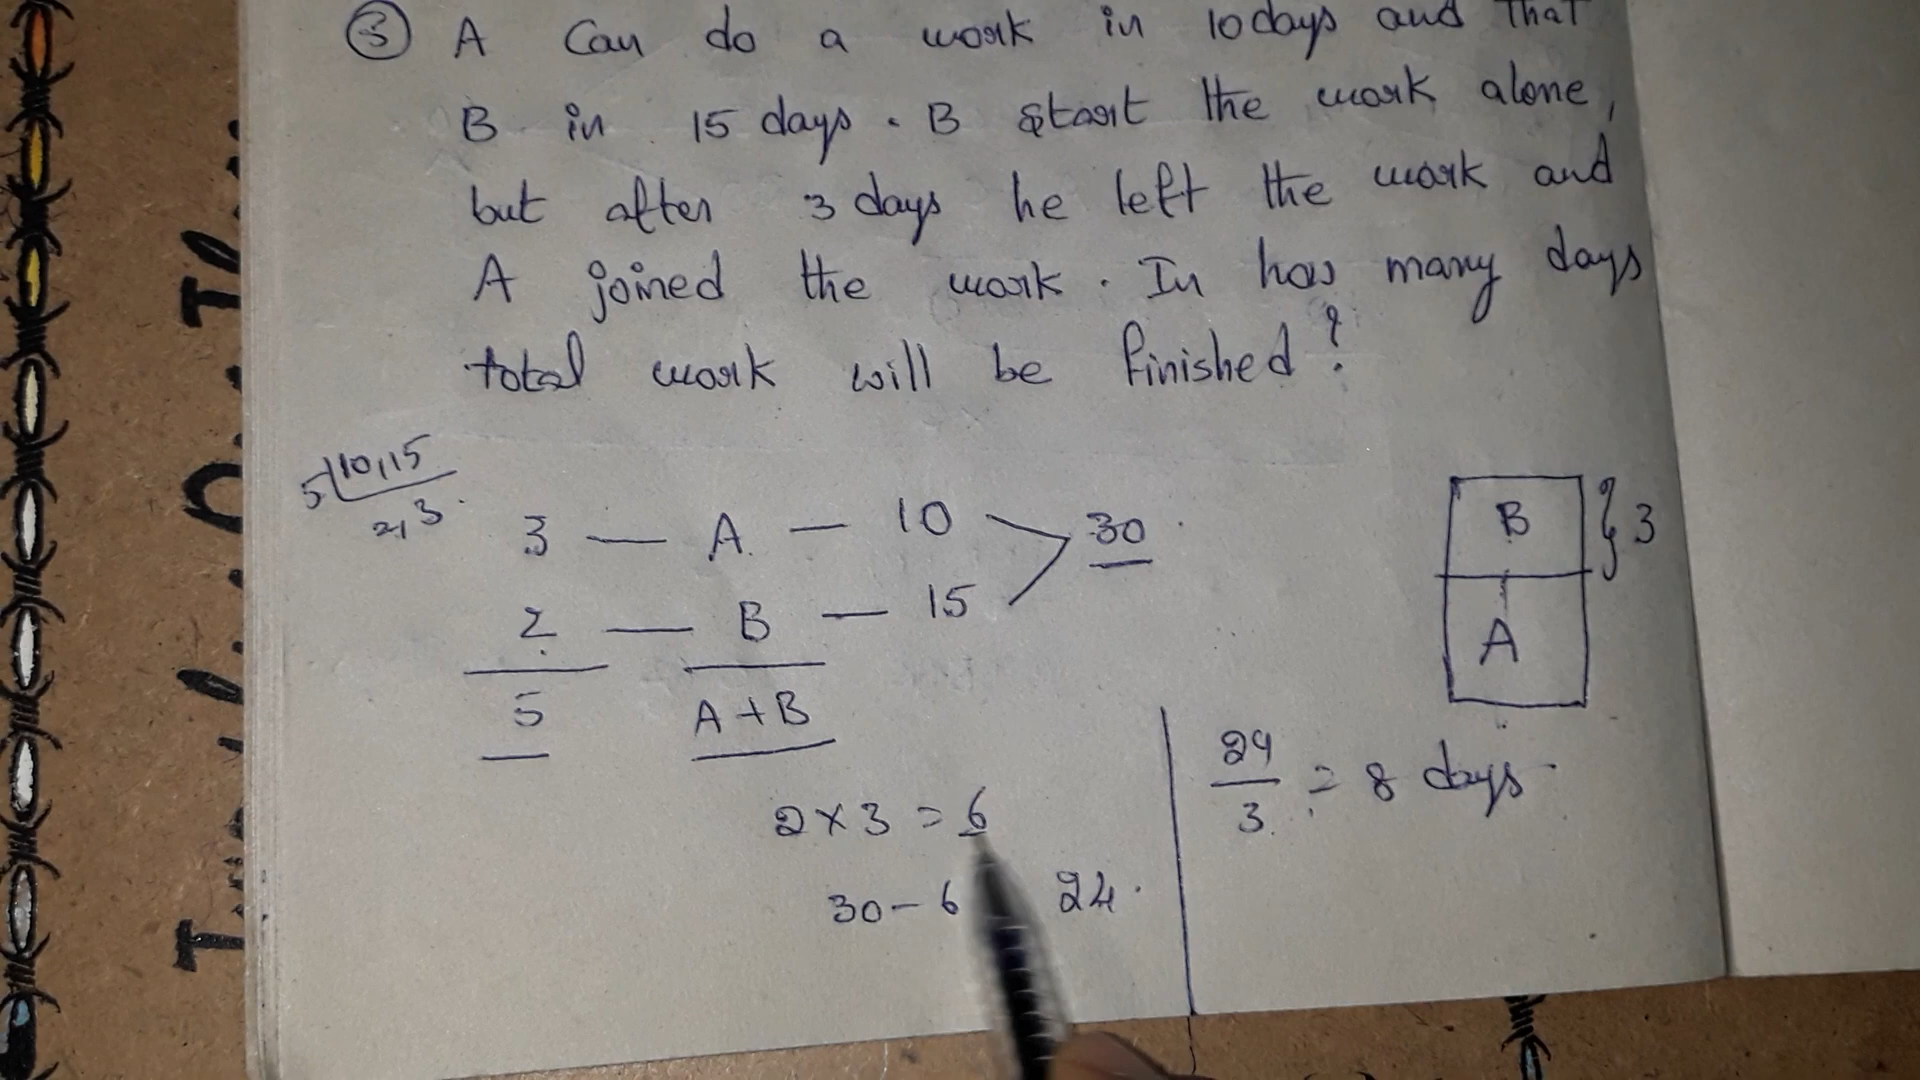 ③ A can do a work in 10days and that
B in 15 days. B start the work alone,
but after 3 days he left the work and
A joined the work. In how many days
total work will be finished?
5 10,15
2,3
3 — A — 10
30
2 — B — 15
5 A+B
2×3 = 6
30-6 24.
B } 3
A
24/3 = 8 days.